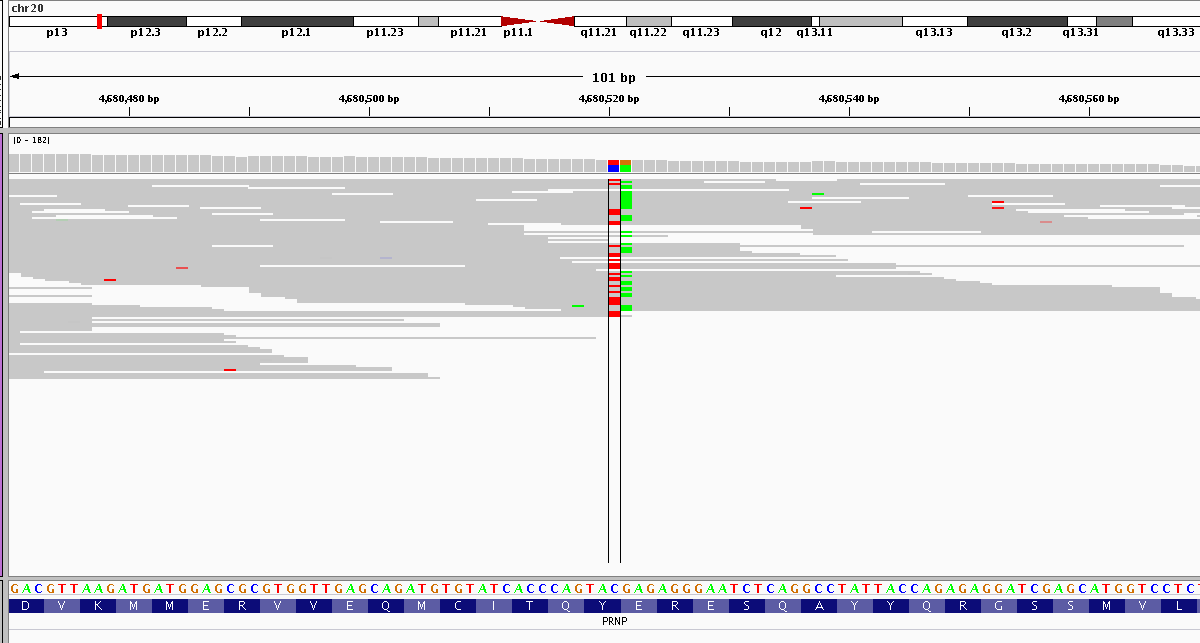 chr20
p13 p12.3 p12.2 p12.1 p11.23 p11.21 p11.1 q11.21 q11.22 q11.23 q12 q13.11 q13.13 q13.2 q13.31 q13.33
101 bp
4,680,480 bp 4,680,500 bp 4,680,520 bp 4,680,540 bp 4,680,560 bp
[0 - 182]
GACGTTAAGATGATGGAGCGCGTGGTTGAGCAGATGTGTATCACCCAGTACGAGAGGGAATCTCAGGCCTATTACCAGAGAGGATCGAGCATGGTCCTCT
D V K M M E R V V E Q M C I T Q Y E R E S Q A Y Y Q R G S S M V L
PRNP